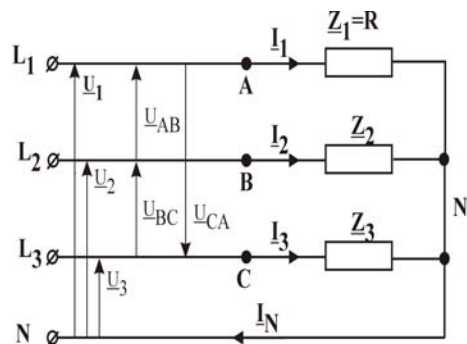 L1 I1 Z1=R
U1 A
UAB
L2 I2 Z2
U2 B N
UBC UCA
L3 I3 Z3
U3 C
N IN